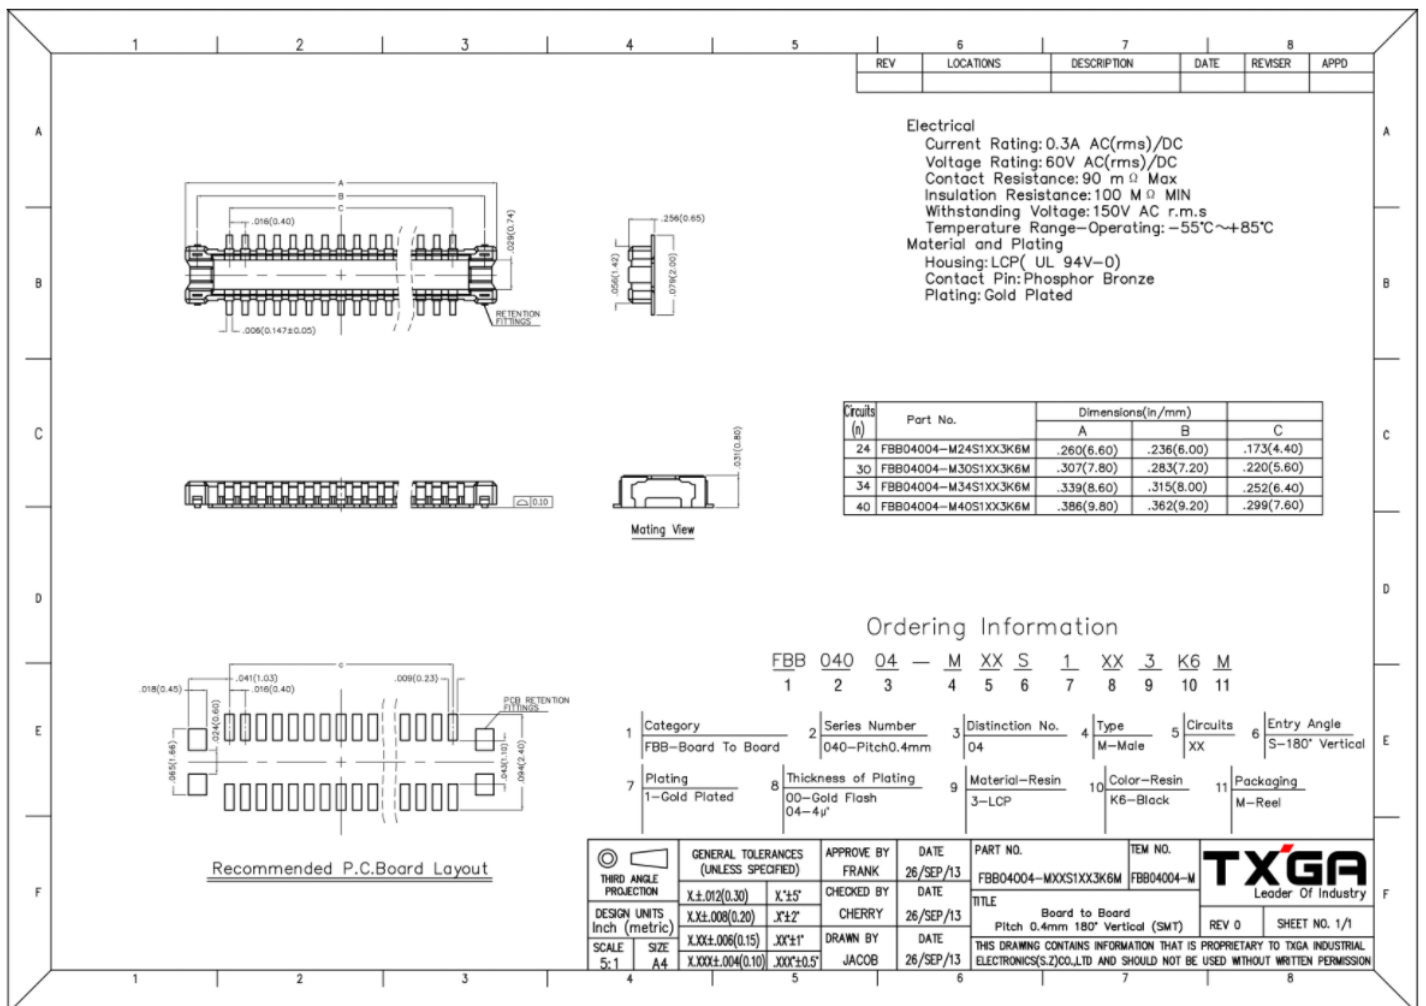 1 2 3 4 5 6 7 8
REV LOCATIONS DESCRIPTION DATE REVISER APPD
A A
B B
C C
D D
E E
F F
Electrical
Current Rating:0.3A AC(rms)/DC
Voltage Rating:60V AC(rms)/DC
Contact Resistance:90 mΩ Max
Insulation Resistance:100 MΩ MIN
Withstanding Voltage:150V AC r.m.s
Temperature Range-Operating:-55℃~+85℃
Material and Plating
Housing:LCP( UL 94V-0)
Contact Pin:Phosphor Bronze
Plating:Gold Plated
A
B
C
.016(0.40)
.029(0.74)
.006(0.147±0.05)
RETENTION
FITTINGS
.256(0.65)
.056(1.42)
.079(2.00)
0.10
.031(0.80)
Mating View
Circuits (n) Part No. Dimensions(in/mm)
A B C
24 FBB04004-M24S1XX3K6M .260(6.60) .236(6.00) .173(4.40)
30 FBB04004-M30S1XX3K6M .307(7.80) .283(7.20) .220(5.60)
34 FBB04004-M34S1XX3K6M .339(8.60) .315(8.00) .252(6.40)
40 FBB04004-M40S1XX3K6M .386(9.80) .362(9.20) .299(7.60)
c
.041(1.03) .009(0.23)
.018(0.45) .016(0.40)
.024(0.60)
.065(1.66)
PCB RETENTION
FITTINGS
.043(1.10)
.094(2.40)
Recommended P.C.Board Layout
Ordering Information
FBB 040 04 - M XX S 1 XX 3 K6 M
1 2 3 4 5 6 7 8 9 10 11
1 Category
FBB-Board To Board
2 Series Number
040-Pitch0.4mm
3 Distinction No.
04
4 Type
M-Male
5 Circuits
XX
6 Entry Angle
S-180° Vertical
7 Plating
1-Gold Plated
8 Thickness of Plating
00-Gold Flash
04-4μ"
9 Material-Resin
3-LCP
10 Color-Resin
K6-Black
11 Packaging
M-Reel
THIRD ANGLE
PROJECTION
DESIGN UNITS
Inch (metric)
SCALE SIZE
5:1 A4
GENERAL TOLERANCES
(UNLESS SPECIFIED)
X.±.012(0.30) X.°±5°
X.X±.008(0.20) .X°±2°
X.XX±.006(0.15) .XX°±1°
X.XXX±.004(0.10) .XXX°±0.5°
APPROVE BY DATE
FRANK 26/SEP/13
CHECKED BY DATE
CHERRY 26/SEP/13
DRAWN BY DATE
JACOB 26/SEP/13
PART NO. ITEM NO.
FBB04004-MXXS1XX3K6M FBB04004-M
TITLE
Board to Board
Pitch 0.4mm 180° Vertical (SMT)
TXGA
Leader Of Industry
REV 0 SHEET NO. 1/1
THIS DRAWING CONTAINS INFORMATION THAT IS PROPRIETARY TO TXGA INDUSTRIAL
ELECTRONICS(S.Z)CO.,LTD AND SHOULD NOT BE USED WITHOUT WRITTEN PERMISSION
1 2 3 4 5 6 7 8